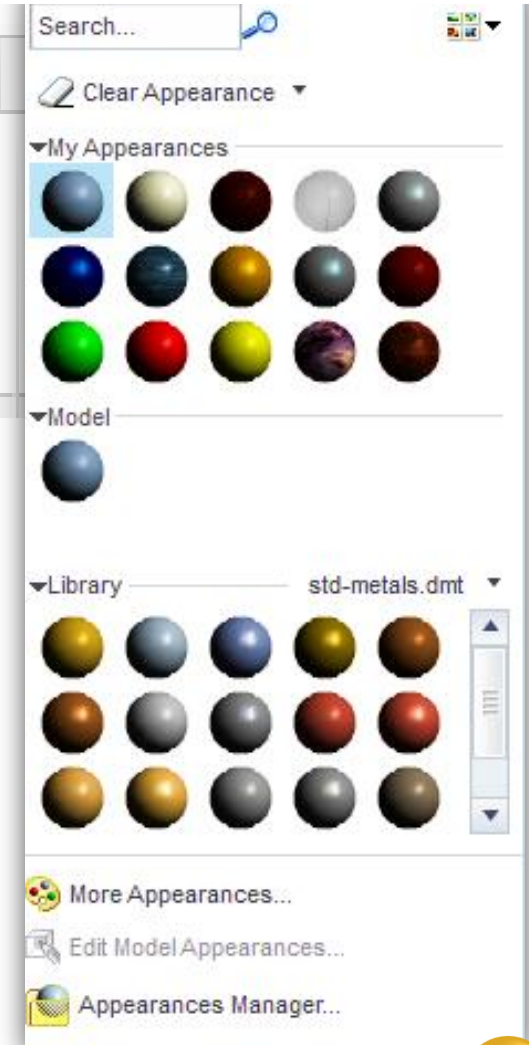 Search...
Clear Appearance
My Appearances
Model
Library std-metals.dmt
More Appearances...
Edit Model Appearances...
Appearances Manager...